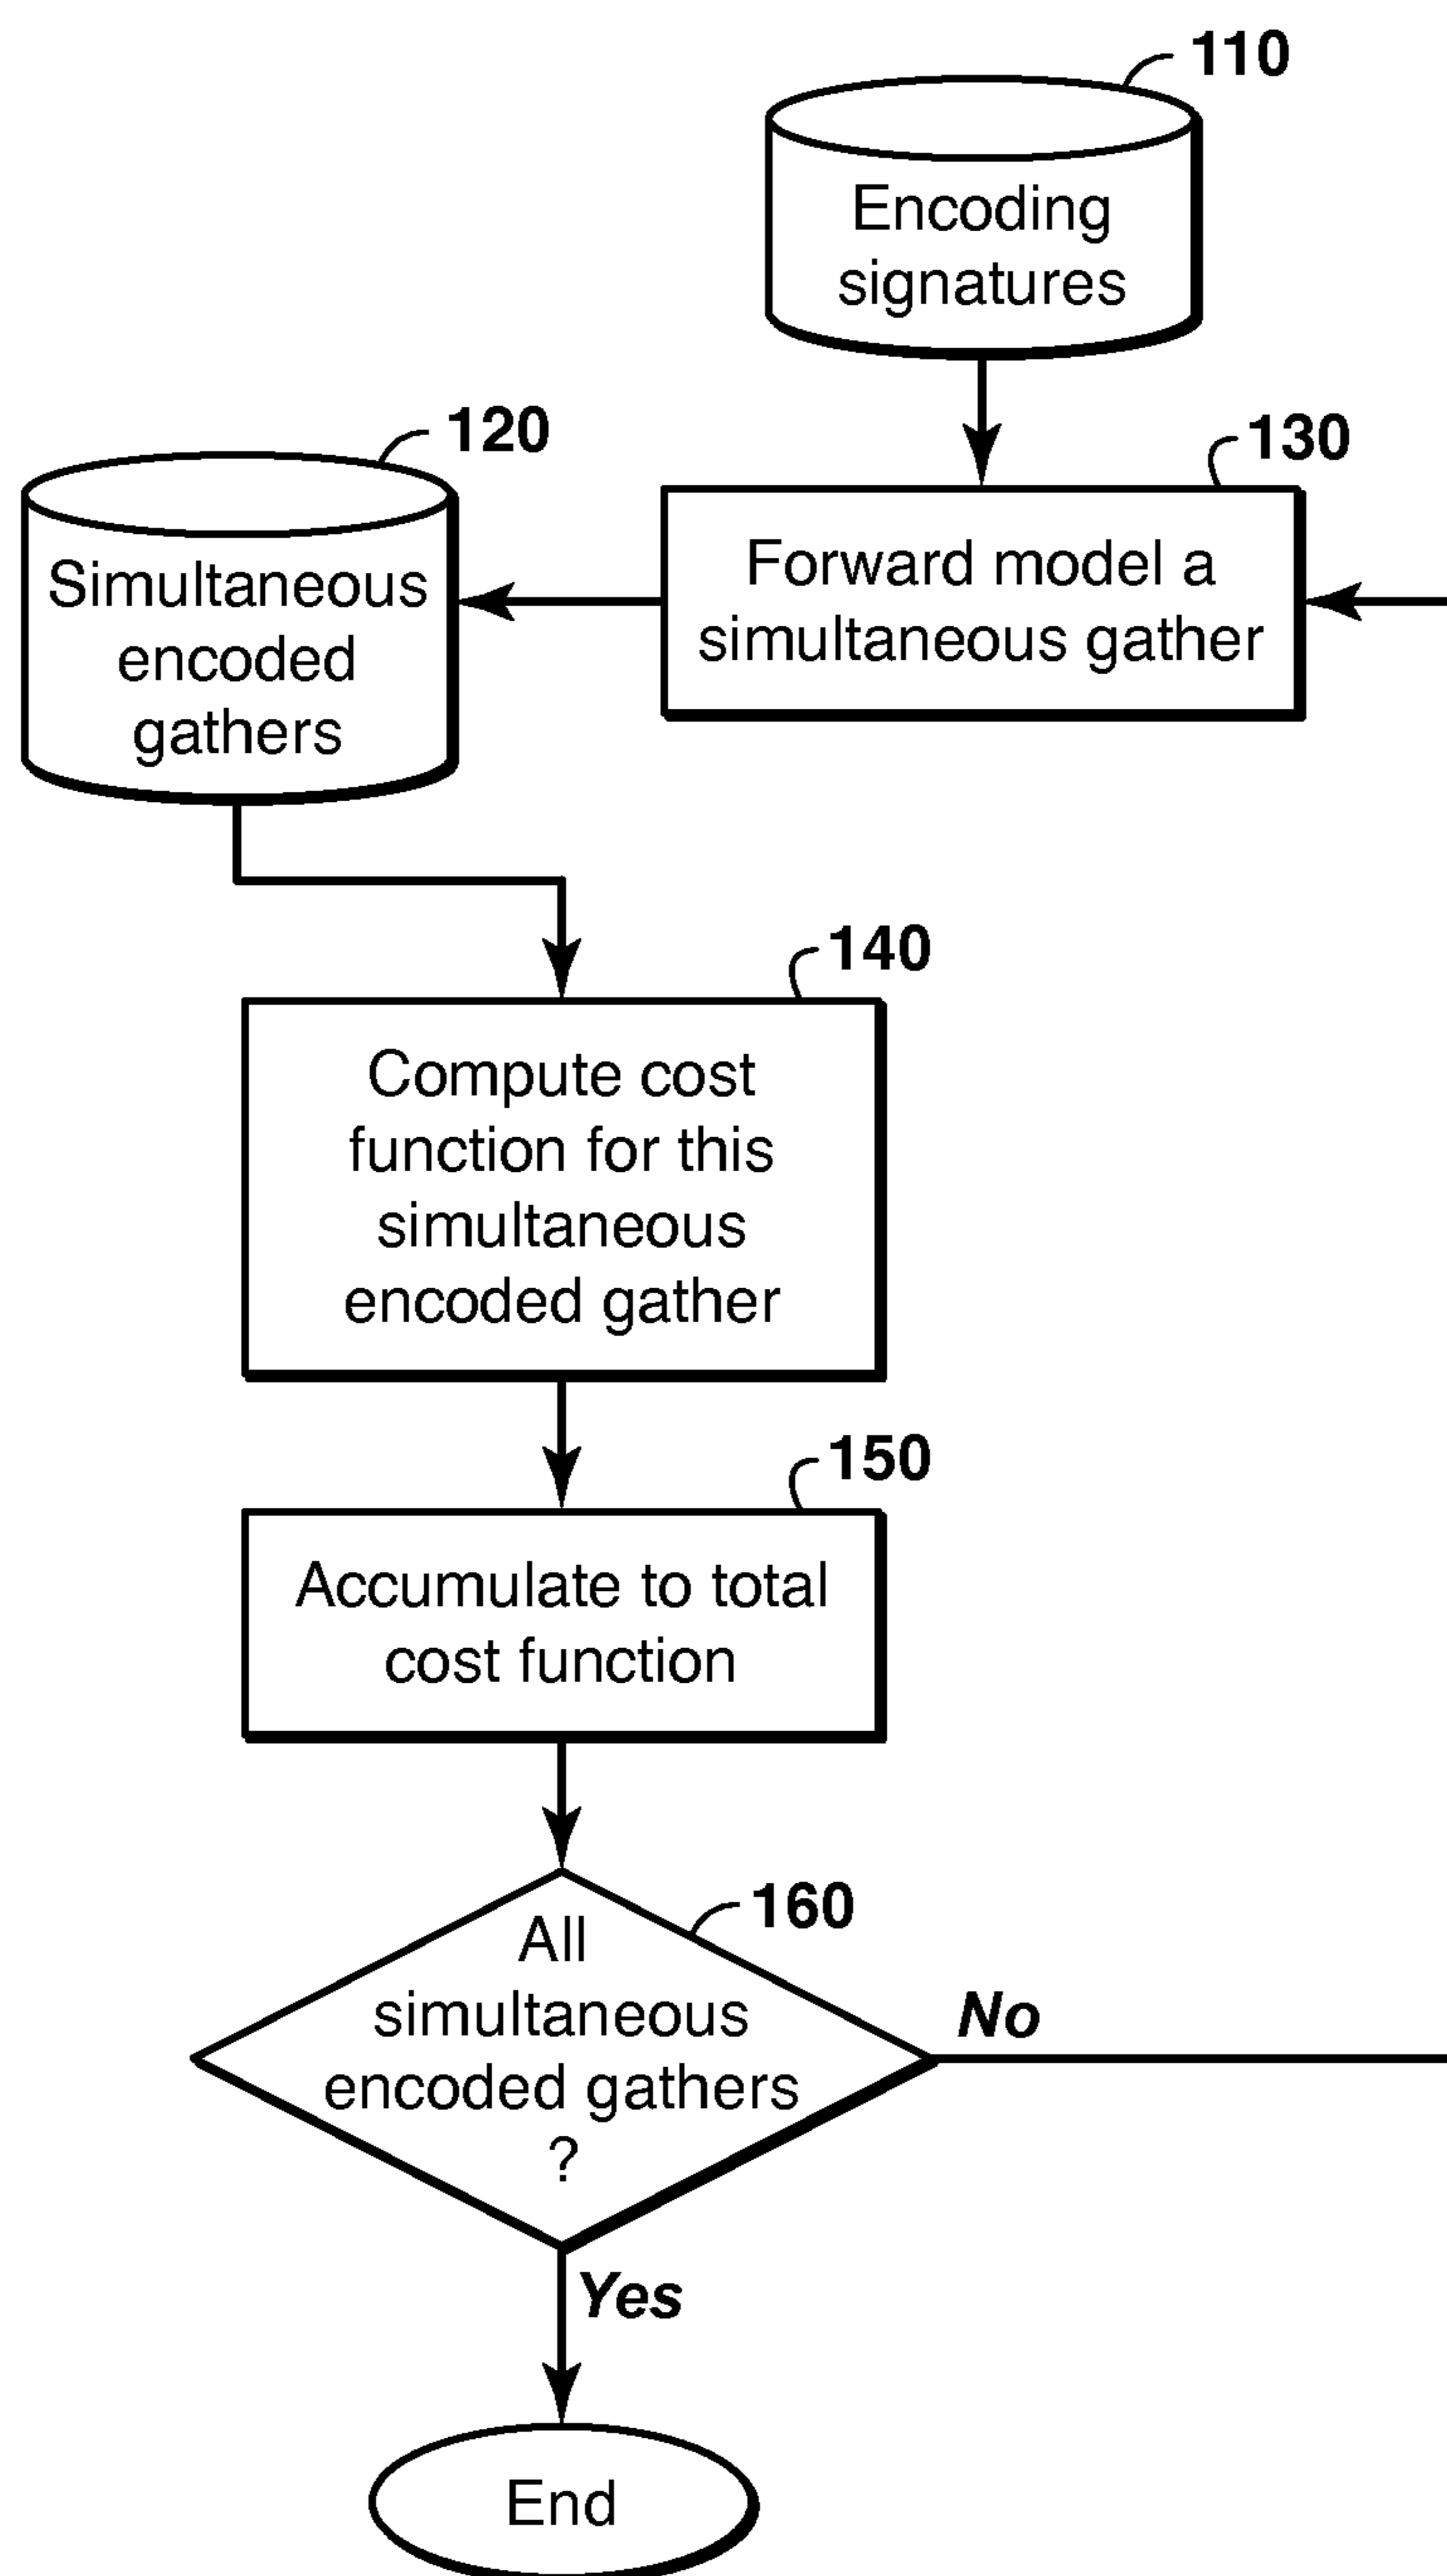 110
Encoding
signatures
120
130
Simultaneous
encoded
gathers
Forward model a
simultaneous gather
140
Compute cost
function for this
simultaneous
encoded gather
150
Accumulate to total
cost function
160
All
simultaneous
encoded gathers
?
No
Yes
End